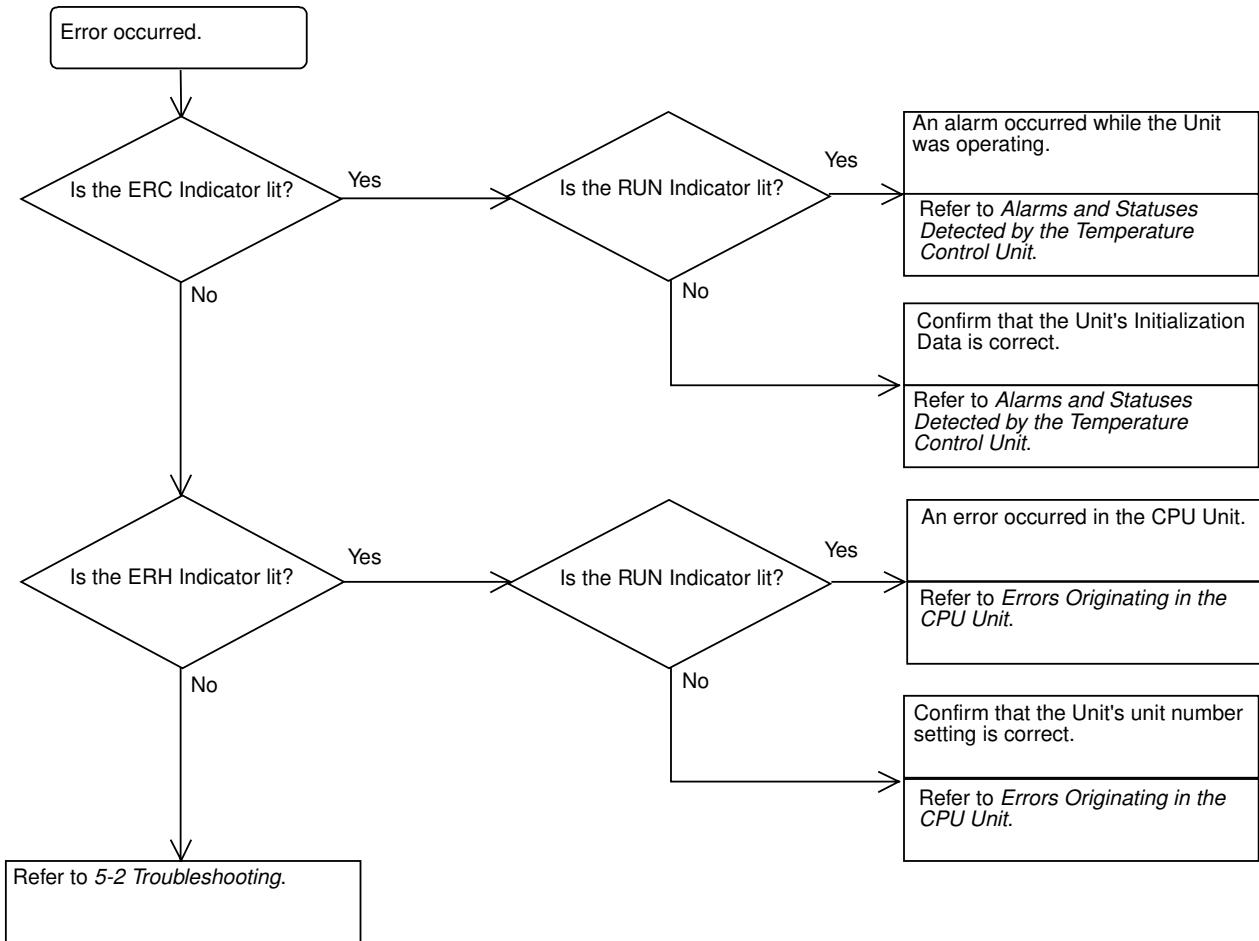 Error occurred.
Is the ERC Indicator lit?
Yes
Is the RUN Indicator lit?
Yes
An alarm occurred while the Unit
was operating.
Refer to Alarms and Statuses
Detected by the Temperature
Control Unit.
No
No
Confirm that the Unit's Initialization
Data is correct.
Refer to Alarms and Statuses
Detected by the Temperature
Control Unit.
Is the ERH Indicator lit?
Yes
Is the RUN Indicator lit?
Yes
An error occurred in the CPU Unit.
Refer to Errors Originating in the
CPU Unit.
No
No
Confirm that the Unit's unit number
setting is correct.
Refer to Errors Originating in the
CPU Unit.
Refer to 5-2 Troubleshooting.